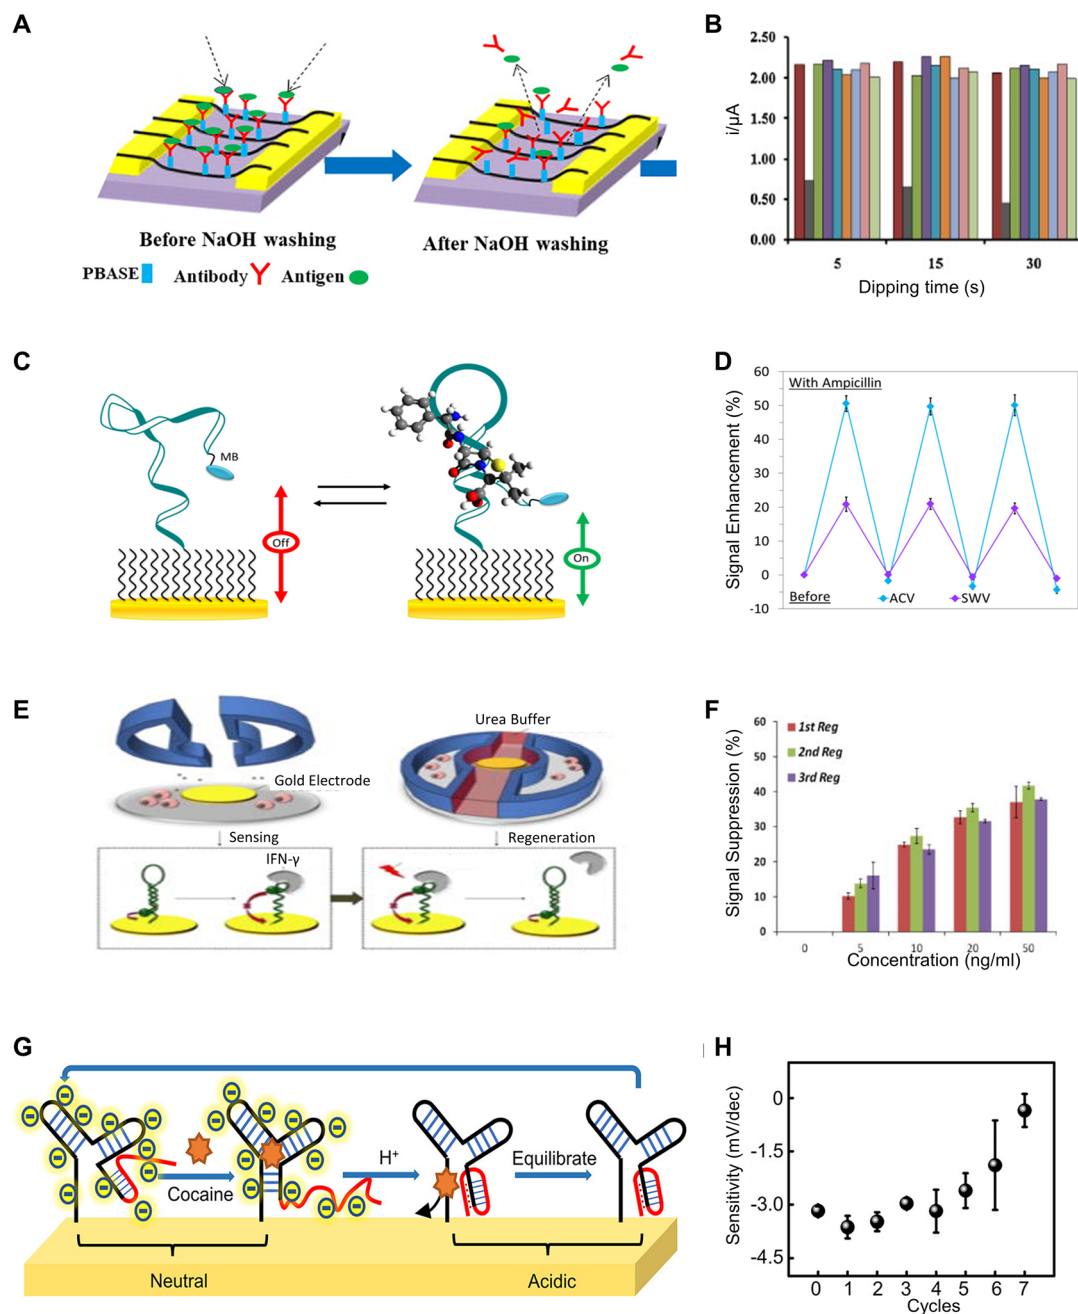 A
Before NaOH washing
After NaOH washing
PBASE Antibody Antigen
B
i/μA
2.50
2.00
1.50
1.00
0.50
0.00
5 15 30
Dipping time (s)
C
MB
Off
On
D
Signal Enhancement (%)
60
50
40
30
20
10
0
-10
With Ampicillin
Before
ACV SWV
E
Gold Electrode
Urea Buffer
Sensing
Regeneration
IFN-γ
F
Signal Suppression (%)
60
50
40
30
20
10
0
1st Reg
2nd Reg
3rd Reg
0 5 10 20 50
Concentration (ng/ml)
G
Cocaine
H+
Equilibrate
Neutral
Acidic
H
Sensitivity (mV/dec)
0
-1.5
-3.0
-4.5
0 1 2 3 4 5 6 7
Cycles